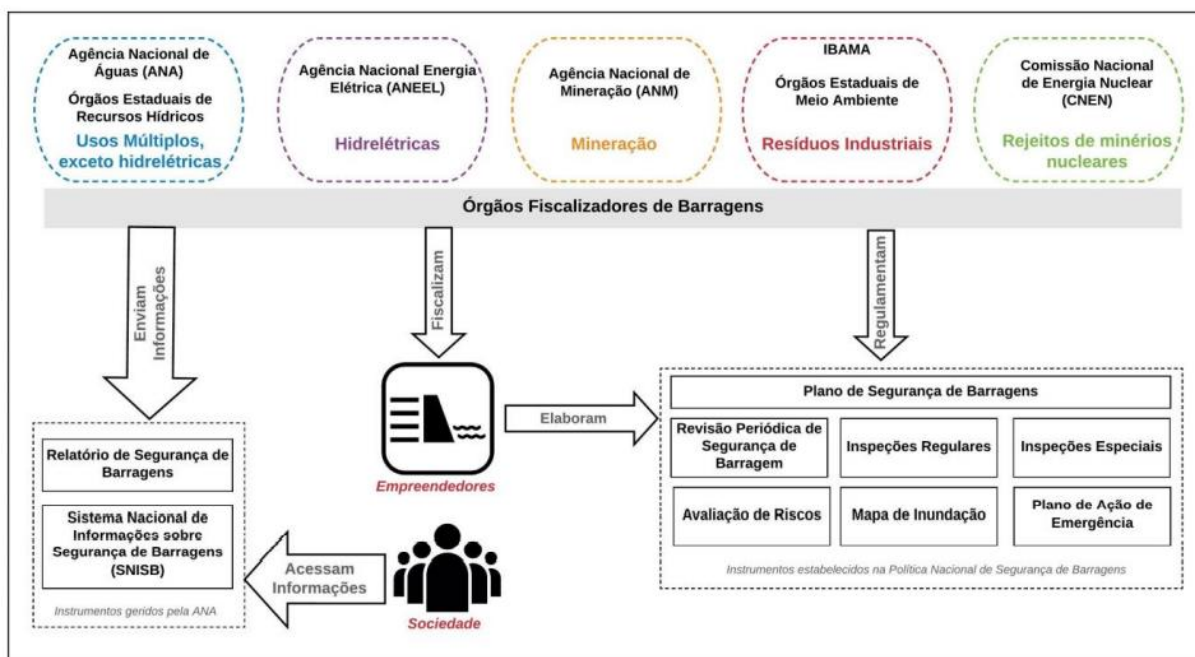 Agência Nacional de
Águas (ANA)
Órgãos Estaduais de
Recursos Hídricos
Usos Múltiplos,
exceto hidrelétricas
Agência Nacional Energia
Elétrica (ANEEL)
Hidrelétricas
Agência Nacional de
Mineração (ANM)
Mineração
IBAMA
Órgãos Estaduais de
Meio Ambiente
Resíduos Industriais
Comissão Nacional
de Energia Nuclear
(CNEN)
Rejeitos de minérios
nucleares
Órgãos Fiscalizadores de Barragens
Enviam
Informações
Fiscalizam
Regulamentam
Empreendedores
Elaboram
Plano de Segurança de Barragens
Revisão Periódica de
Segurança de
Barragem
Inspeções Regulares
Inspeções Especiais
Avaliação de Riscos
Mapa de Inundação
Plano de Ação de
Emergência
Instrumentos estabelecidos na Política Nacional de Segurança de Barragens
Relatório de Segurança de
Barragens
Sistema Nacional de
Informações sobre
Segurança de Barragens
(SNISB)
Instrumentos geridos pela ANA
Acessam
Informações
Sociedade